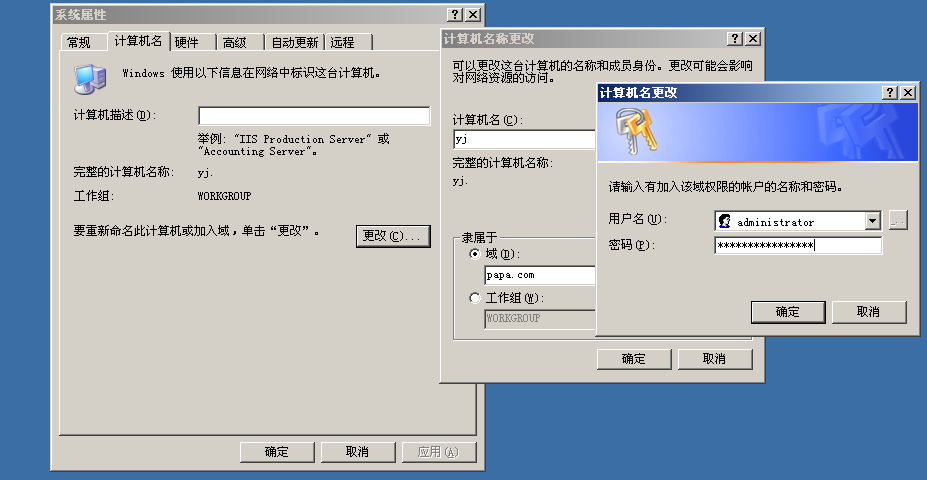 系统属性
常规
计算机名
硬件
高级
自动更新
远程
Windows 使用以下信息在网络中标识这台计算机。
计算机描述(D):
举例: "IIS Production Server" 或
"Accounting Server"。
完整的计算机名称: yj.
工作组: WORKGROUP
要重新命名此计算机或加入域，单击“更改”。
更改(C)...
确定
取消
应用(A)
计算机名称更改
可以更改这台计算机的名称和成员身份。更改可能会影响
对网络资源的访问。
计算机名(C):
yj
完整的计算机名称:
yj.
隶属于
域(D):
papa.com
工作组(W):
WORKGROUP
确定
取消
计算机名更改
请输入有加入该域权限的帐户的名称和密码。
用户名(U): administrator
...
密码(P): ****************
确定
取消